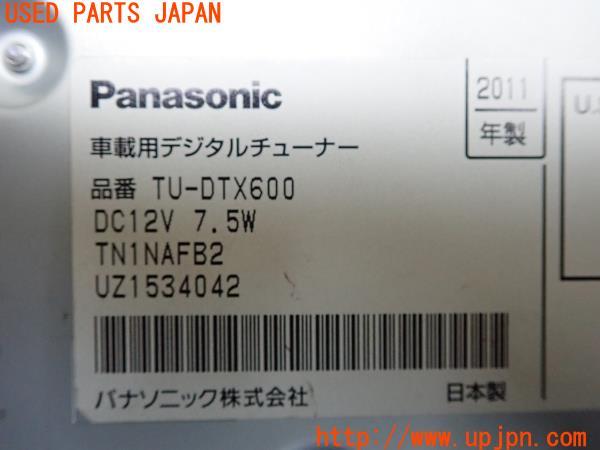 USED PARTS JAPAN
Panasonic
2011
年製
車載用デジタルチューナー
品番 TU-DTX600
DC12V 7.5W
TN1NAFB2
UZ1534042
パナソニック株式会社
日本製
http://www.upjpn.com